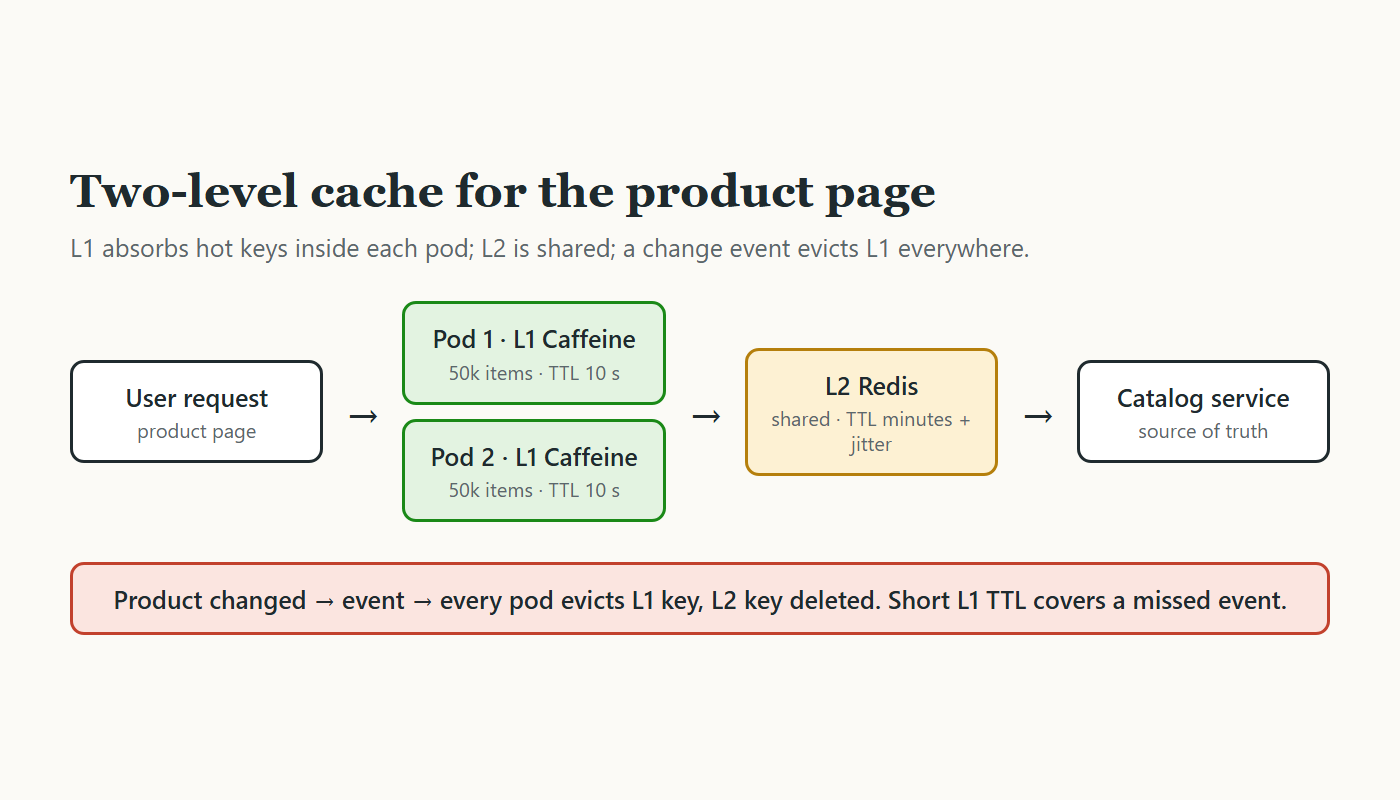 Two-level cache for the product page
L1 absorbs hot keys inside each pod; L2 is shared; a change event evicts L1 everywhere.
User request
product page
→
Pod 1 · L1 Caffeine
50k items · TTL 10 s
Pod 2 · L1 Caffeine
50k items · TTL 10 s
→
L2 Redis
shared · TTL minutes +
jitter
→
Catalog service
source of truth
Product changed → event → every pod evicts L1 key, L2 key deleted. Short L1 TTL covers a missed event.